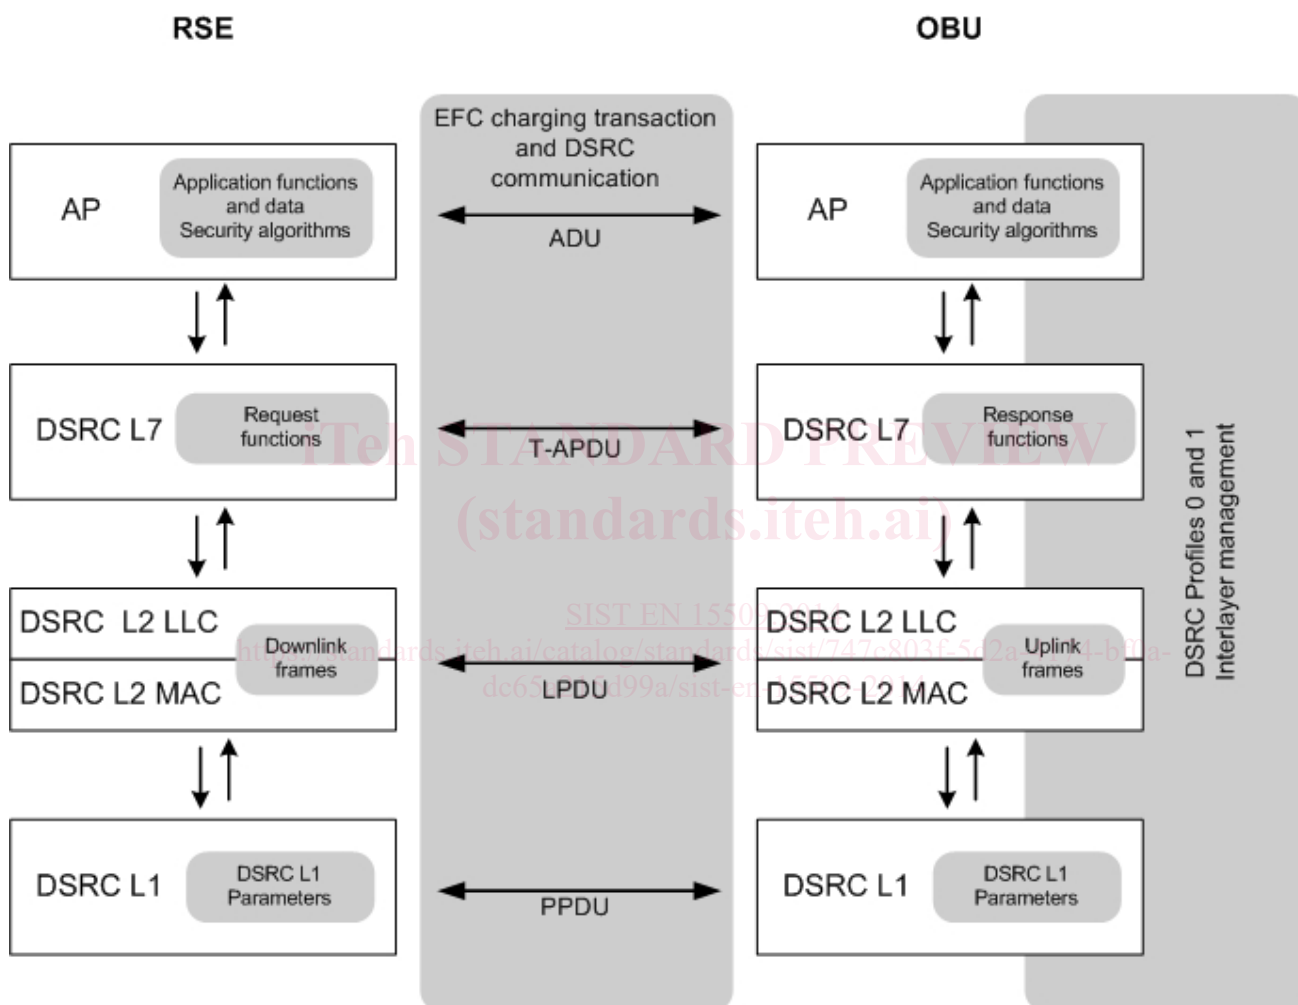 RSE
OBU
EFC charging transaction
and DSRC
communication
AP
Application functions
and data
Security algorithms
ADU
AP
Application functions
and data
Security algorithms
DSRC L7
Request
functions
T-APDU
DSRC L7
Response
functions
iTeh STANDARD PREVIEW
(standards.iteh.ai)
DSRC Profiles 0 and 1
Interlayer management
DSRC L2 LLC
DSRC L2 MAC
Downlink
frames
LPDU
DSRC L2 LLC
DSRC L2 MAC
Uplink
frames
SIST EN 15509:2014
DSRC L1
DSRC L1
Parameters
PPDU
DSRC L1
DSRC L1
Parameters